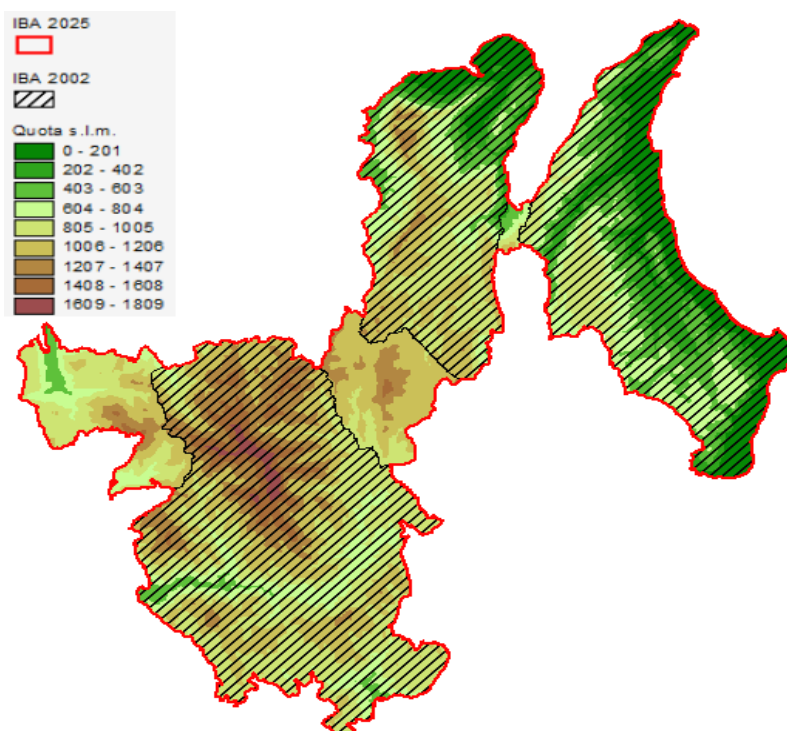 IBA 2025
IBA 2002
Quota s.l.m.
0 - 201
202 - 402
403 - 603
604 - 804
805 - 1005
1006 - 1206
1207 - 1407
1408 - 1608
1609 - 1809